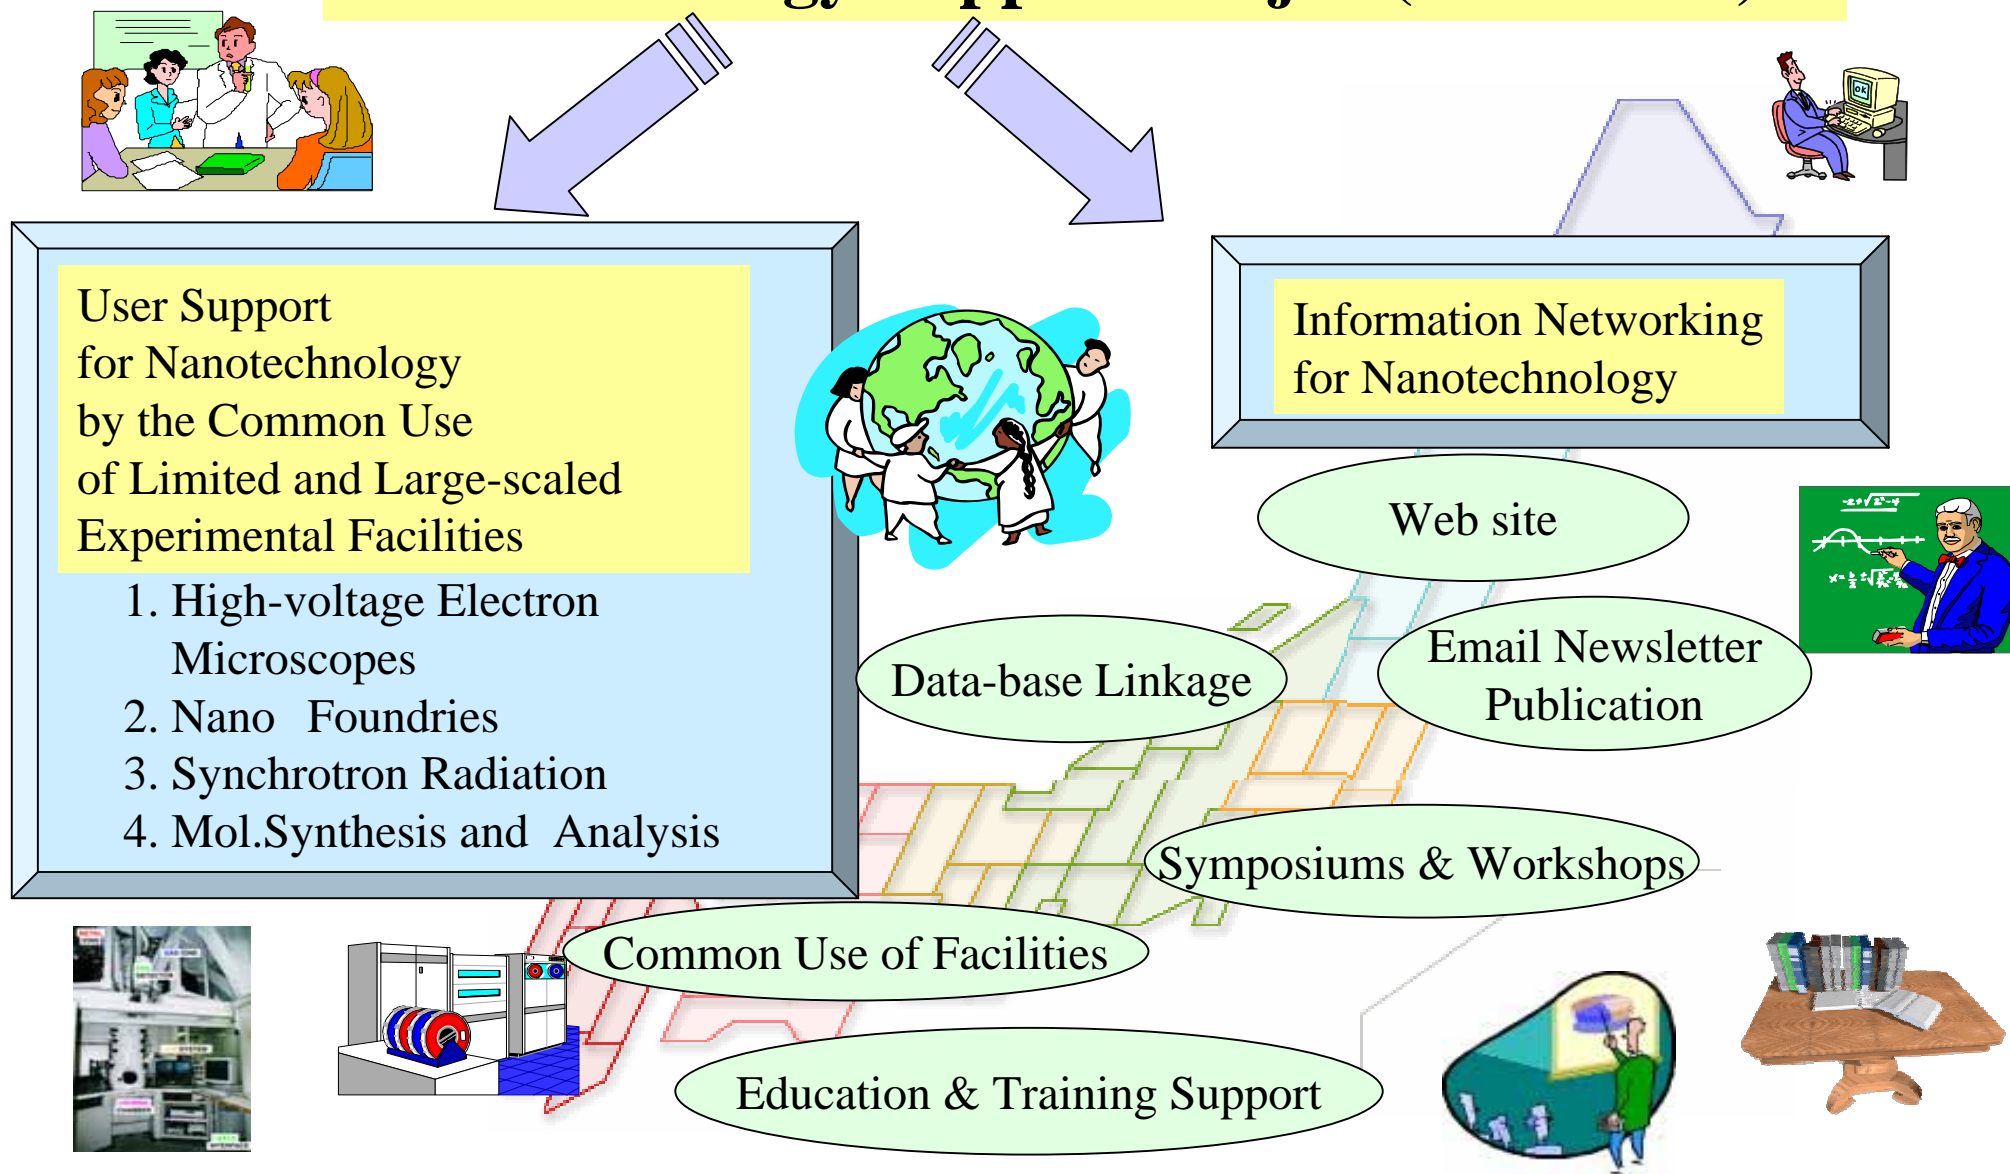 User Support
for Nanotechnology
by the Common Use
of Limited and Large-scaled
Experimental Facilities
1. High-voltage Electron
Microscopes
2. Nano Foundries
3. Synchrotron Radiation
4. Mol.Synthesis and Analysis
Information Networking
for Nanotechnology
Web site
Email Newsletter
Publication
Data-base Linkage
Symposiums & Workshops
Common Use of Facilities
Education & Training Support
OK